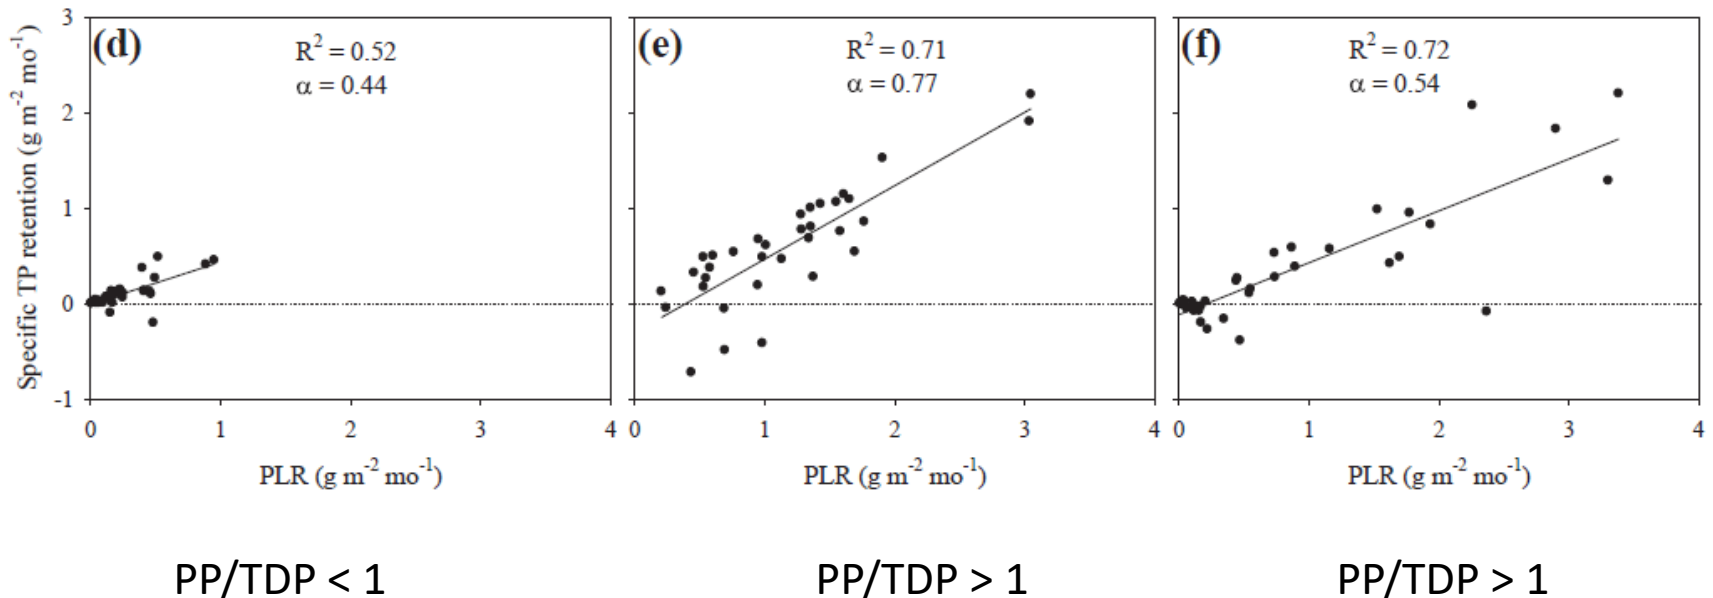 Specific TP retention (g m⁻² mo⁻¹)
3
2
1
0
-1
(d)
R² = 0.52
α = 0.44
0 1 2 3 4
PLR (g m⁻² mo⁻¹)
PP/TDP < 1
(e)
R² = 0.71
α = 0.77
0 1 2 3 4
PLR (g m⁻² mo⁻¹)
PP/TDP > 1
(f)
R² = 0.72
α = 0.54
0 1 2 3 4
PLR (g m⁻² mo⁻¹)
PP/TDP > 1